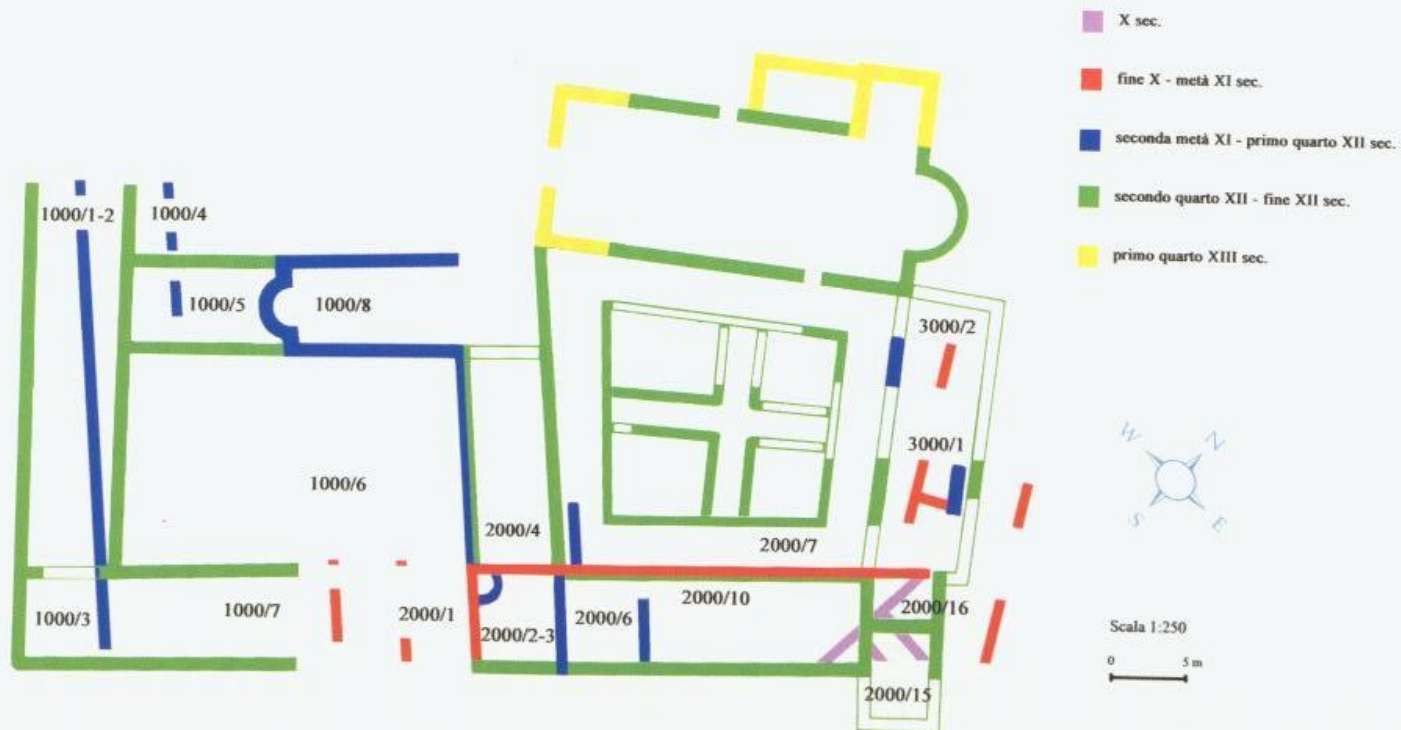 X sec.
fine X - metà XI sec.
seconda metà XI - primo quarto XII sec.
secondo quarto XII - fine XII sec.
primo quarto XIII sec.
1000/1-2
1000/4
1000/5
1000/8
3000/2
3000/1
1000/6
2000/4
2000/7
1000/3
1000/7
2000/1
2000/2-3
2000/6
2000/10
2000/16
2000/15
W
N
S
E
Scala 1:250
0
5 m